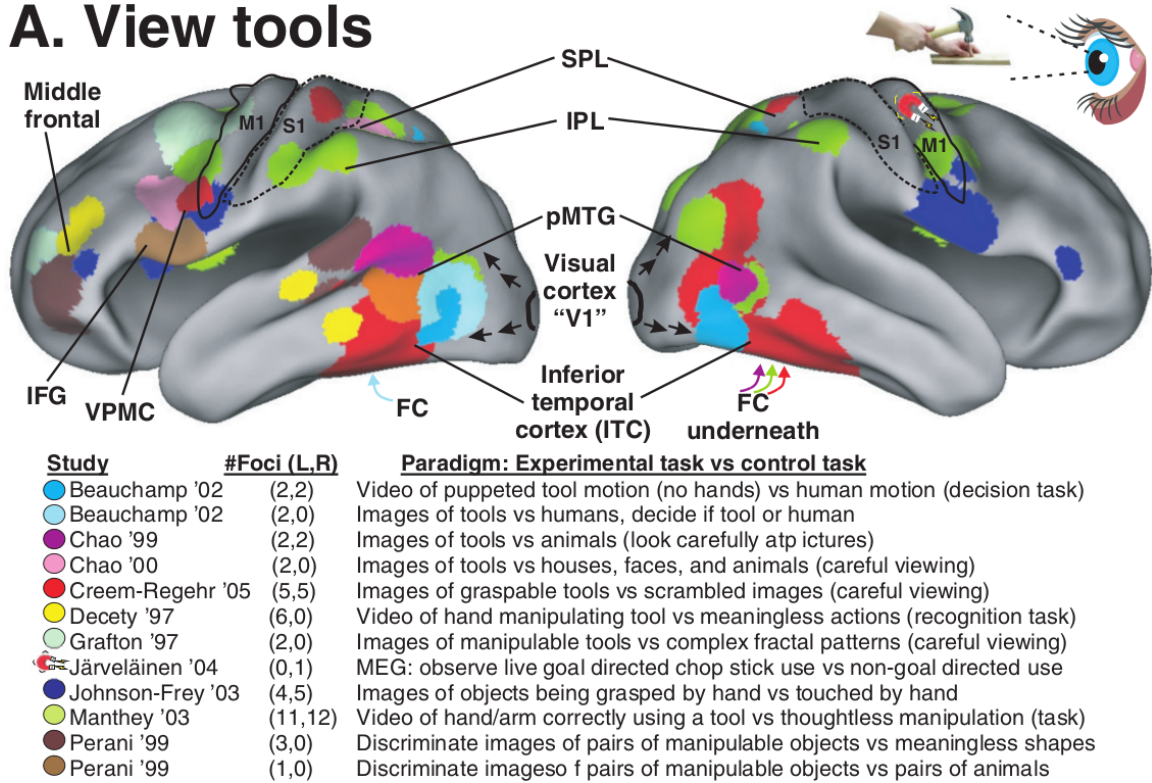 A. View tools
Middle
frontal
M1
S1
SPL
IPL
S1
M1
pMTG
Visual
cortex
“V1”
IFG
VPMC
FC
Inferior
temporal
cortex (ITC)
FC
underneath
Study #Foci (L,R) Paradigm: Experimental task vs control task
Beauchamp ’02 (2,2) Video of puppeted tool motion (no hands) vs human motion (decision task)
Beauchamp ’02 (2,0) Images of tools vs humans, decide if tool or human
Chao ’99 (2,2) Images of tools vs animals (look carefully atp ictures)
Chao ’00 (2,0) Images of tools vs houses, faces, and animals (careful viewing)
Creem-Regehr ’05 (5,5) Images of graspable tools vs scrambled images (careful viewing)
Decety ’97 (6,0) Video of hand manipulating tool vs meaningless actions (recognition task)
Grafton ’97 (2,0) Images of manipulable tools vs complex fractal patterns (careful viewing)
Järveläinen ’04 (0,1) MEG: observe live goal directed chop stick use vs non-goal directed use
Johnson-Frey ’03 (4,5) Images of objects being grasped by hand vs touched by hand
Manthey ’03 (11,12) Video of hand/arm correctly using a tool vs thoughtless manipulation (task)
Perani ’99 (3,0) Discriminate images of pairs of manipulable objects vs meaningless shapes
Perani ’99 (1,0) Discriminate imageso f pairs of manipulable objects vs pairs of animals